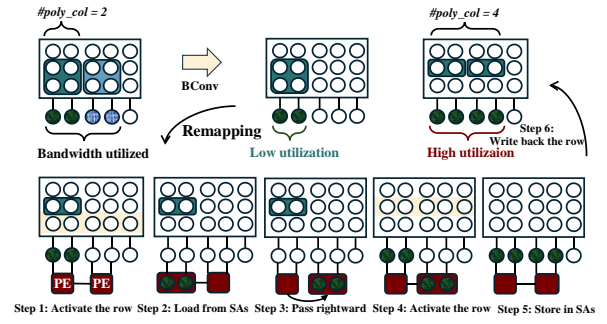 #poly_col = 2
#poly_col = 4
BConv
Remapping
Step 6:
Write back the row
Bandwidth utilized
Low utilization
High utilizaion
PE PE
Step 1: Activate the row
Step 2: Load from SAs
Step 3: Pass rightward
Step 4: Activate the row
Step 5: Store in SAs